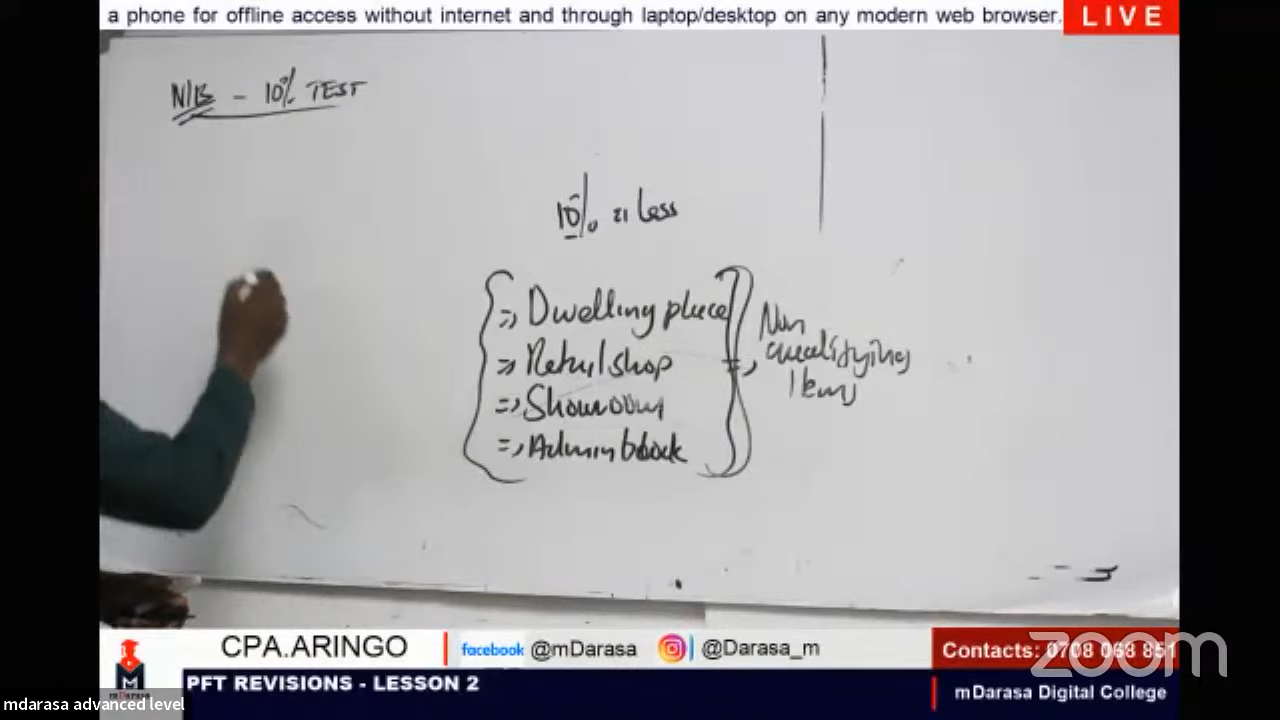 a phone for offline access without internet and through laptop/desktop on any modern web browser.
LIVE
N/B - 10% TEST
10% or Less
=> Dwelling place
=> Retail shop
=> Showroom
=> Admin block
=> Non
qualifying
Items
zoom
CPA.ARINGO
facebook @mDarasa
@Darasa_m
Contacts: 0708 068 851
mDarasa
PFT REVISIONS - LESSON 2
mDarasa Digital College
mdarasa advanced level